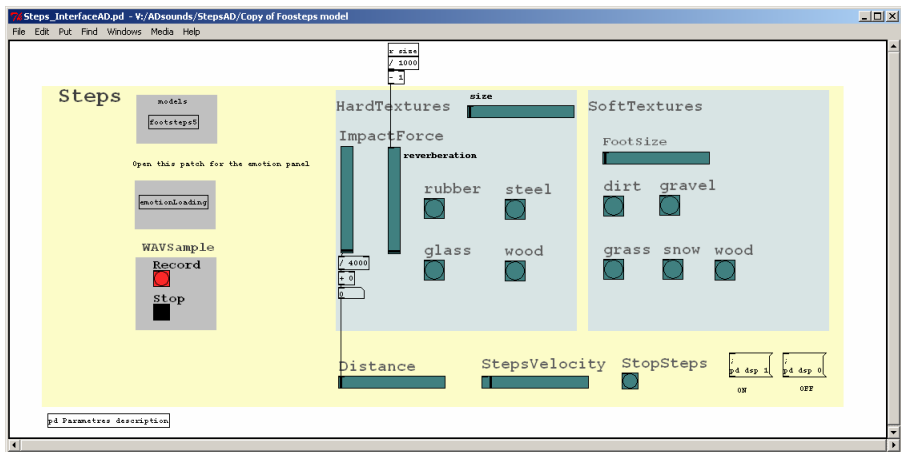 Steps_InterfaceAD.pd - V:/ADsounds/StepsAD/Copy of Foosteps model
File Edit Put Find Windows Media Help
r size
/ 1000
- 1
Steps
models
footsteps5
Open this patch for the emotion panel
emotionLoading
WAVSample
Record
Stop
HardTextures
size
ImpactForce
reverberation
rubber steel
glass wood
/ 4000
+ 0
0
SoftTextures
FootSize
dirt gravel
grass snow wood
Distance
StepsVelocity
StopSteps
;
pd dsp 1
ON
;
pd dsp 0
OFF
pd Parametres description